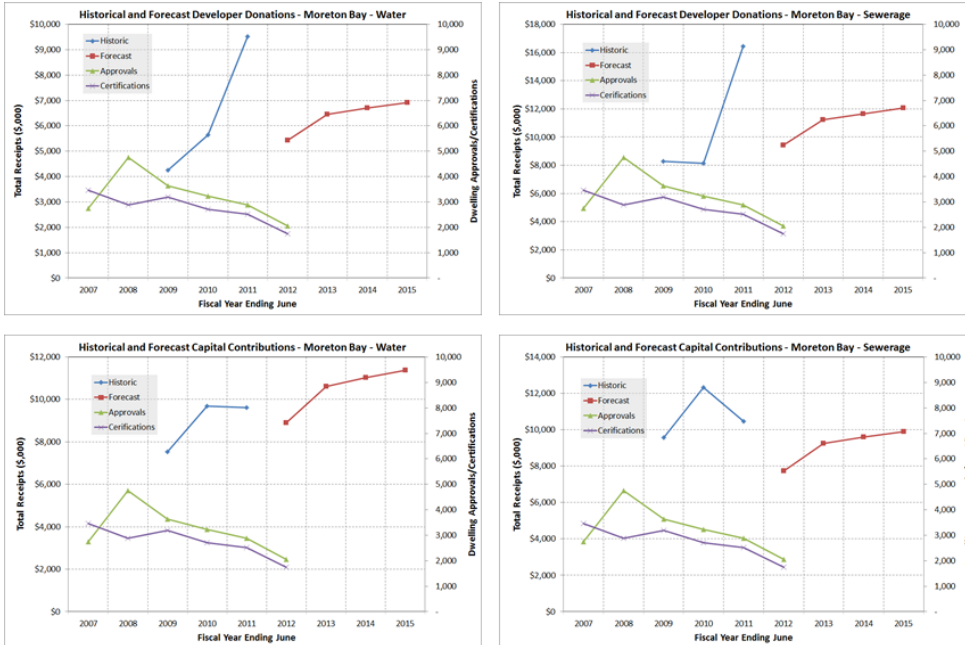 Historical and Forecast Developer Donations - Moreton Bay - Water
$10,000
$9,000
$8,000
$7,000
$6,000
$5,000
$4,000
$3,000
$2,000
$1,000
$0
Total Receipts ($,000)
Historic
Forecast
Approvals
Certifications
10,000
9,000
8,000
7,000
6,000
5,000
4,000
3,000
2,000
1,000
-
Dwelling Approvals/Certifications
2007 2008 2009 2010 2011 2012 2013 2014 2015
Fiscal Year Ending June
Historical and Forecast Developer Donations - Moreton Bay - Sewerage
$18,000
$16,000
$14,000
$12,000
$10,000
$8,000
$6,000
$4,000
$2,000
$0
Total Receipts ($,000)
Historic
Forecast
Approvals
Cerifications
10,000
9,000
8,000
7,000
6,000
5,000
4,000
3,000
2,000
1,000
-
2007 2008 2009 2010 2011 2012 2013 2014 2015
Fiscal Year Ending June
Historical and Forecast Capital Contributions - Moreton Bay - Water
$12,000
$10,000
$8,000
$6,000
$4,000
$2,000
$0
Total Receipts ($,000)
Historic
Forecast
Approvals
Cerifications
10,000
9,000
8,000
7,000
6,000
5,000
4,000
3,000
2,000
1,000
-
Dwelling Approvals/Certifications
2007 2008 2009 2010 2011 2012 2013 2014 2015
Fiscal Year Ending June
Historical and Forecast Capital Contributions - Moreton Bay - Sewerage
$14,000
$12,000
$10,000
$8,000
$6,000
$4,000
$2,000
$0
Total Receipts ($,000)
Historic
Forecast
Approvals
Cerifications
10,000
9,000
8,000
7,000
6,000
5,000
4,000
3,000
2,000
1,000
-
2007 2008 2009 2010 2011 2012 2013 2014 2015
Fiscal Year Ending June